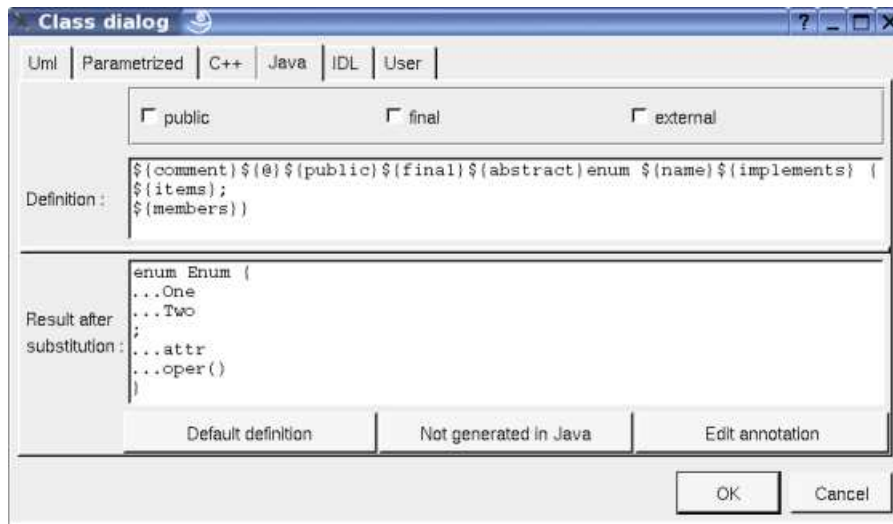 Class dialog
? _ □ X
Uml Parametrized C++ Java IDL User
public final external
Definition :
${comment}${@}${public}${final}${abstract}enum ${name}${implements} {
${items};
${members}}
Result after
substitution :
enum Enum {
...One
...Two
;
...attr
...oper()
}
Default definition Not generated in Java Edit annotation
OK Cancel